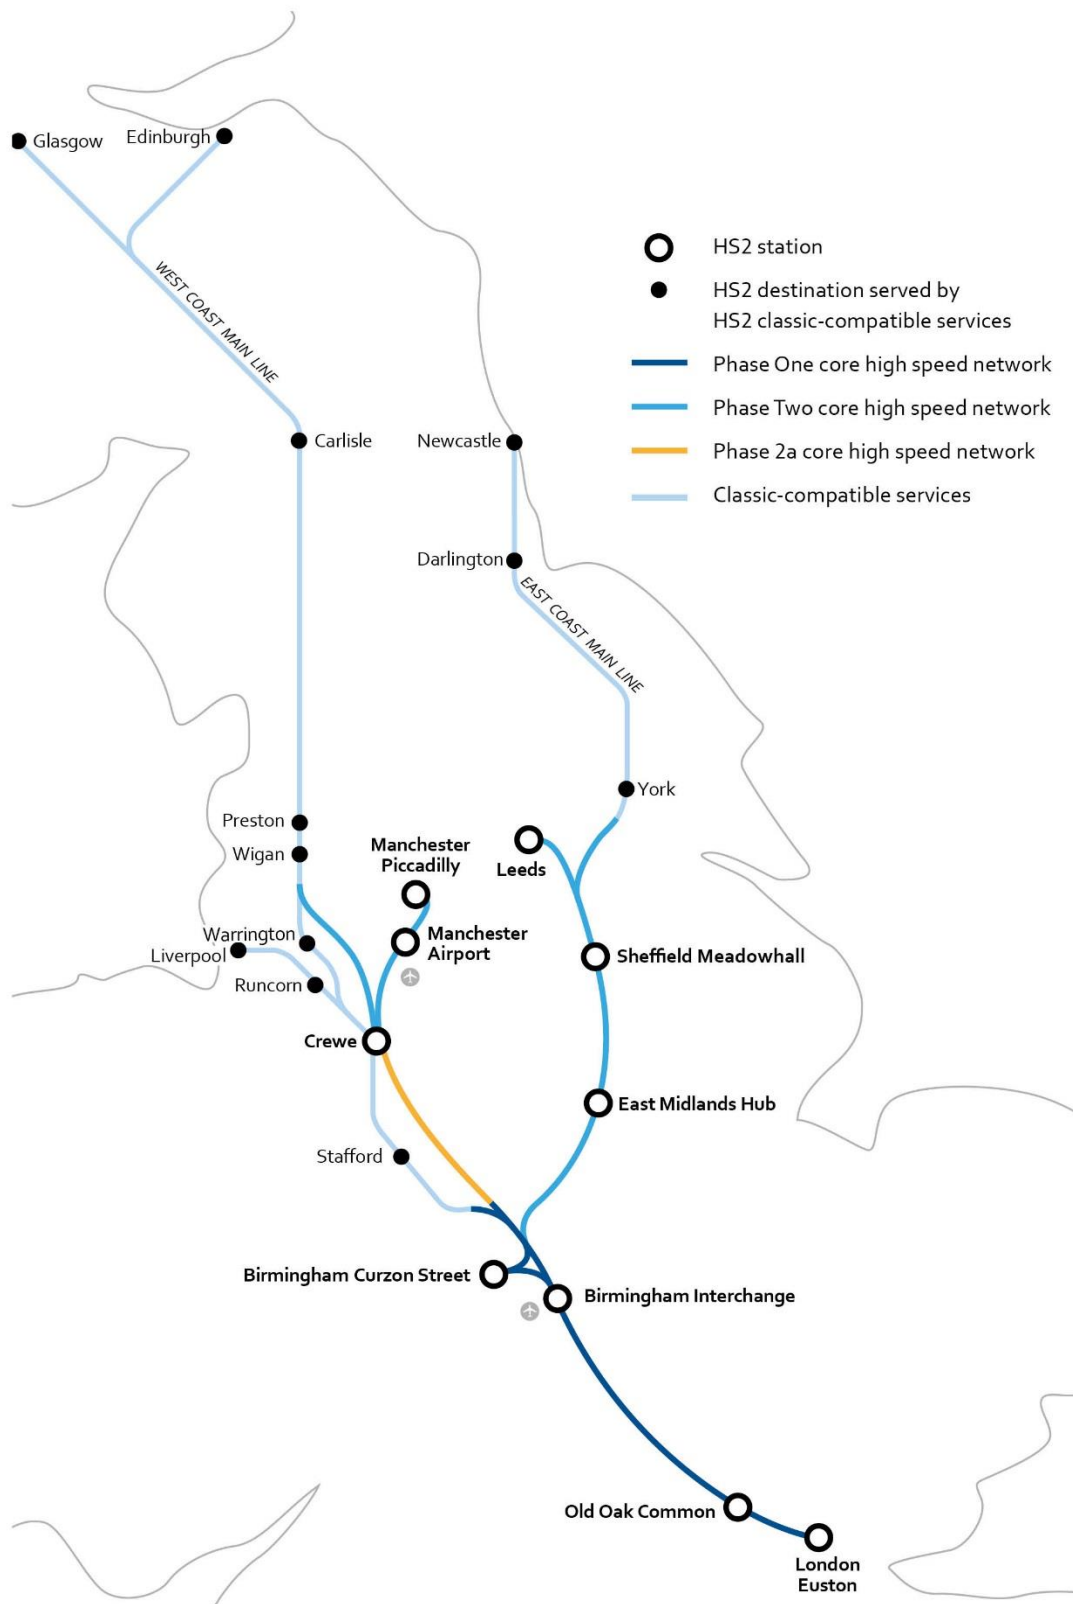 Glasgow
Edinburgh
WEST COAST MAIN LINE
HS2 station
HS2 destination served by
HS2 classic-compatible services
Phase One core high speed network
Phase Two core high speed network
Phase 2a core high speed network
Classic-compatible services
Carlisle
Newcastle
Darlington
EAST COAST MAIN LINE
York
Preston
Wigan
Manchester
Piccadilly
Leeds
Warrington
Liverpool
Manchester
Airport
Sheffield Meadowhall
Runcorn
Crewe
East Midlands Hub
Stafford
Birmingham Curzon Street
Birmingham Interchange
Old Oak Common
London
Euston